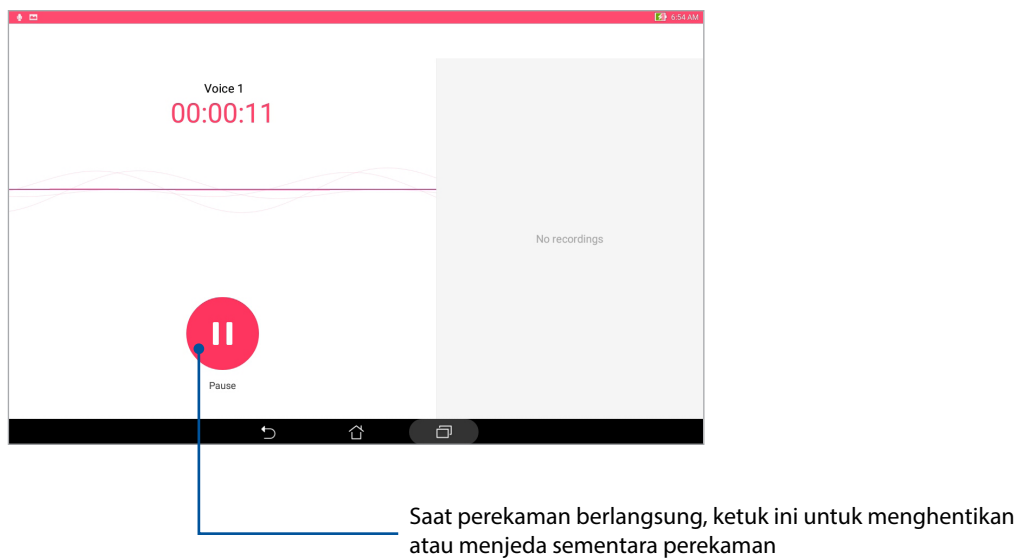 6:54 AM
Voice 1
00:00:11
No recordings
Pause
Saat perekaman berlangsung, ketuk ini untuk menghentikan
atau menjeda sementara perekaman